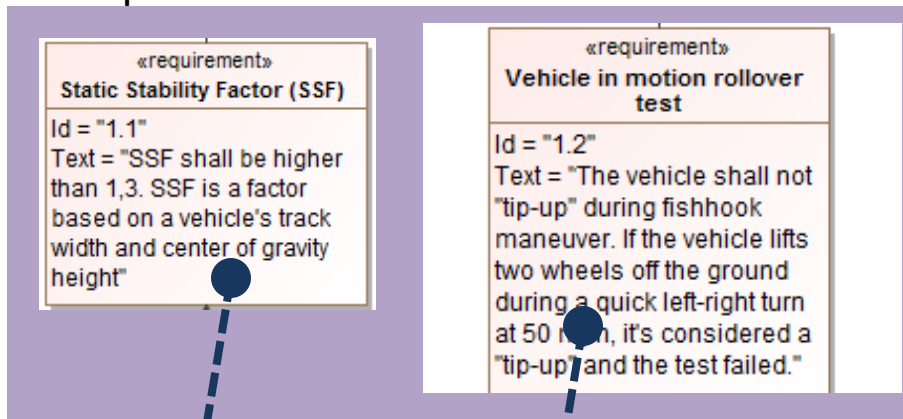 «requirement»
Static Stability Factor (SSF)
Id = "1.1"
Text = "SSF shall be higher
than 1,3. SSF is a factor
based on a vehicle's track
width and center of gravity
height"
«requirement»
Vehicle in motion rollover
test
Id = "1.2"
Text = "The vehicle shall not
"tip-up" during fishhook
maneuver. If the vehicle lifts
two wheels off the ground
during a quick left-right turn
at 50 it's considered a
"tip-up" and the test failed."